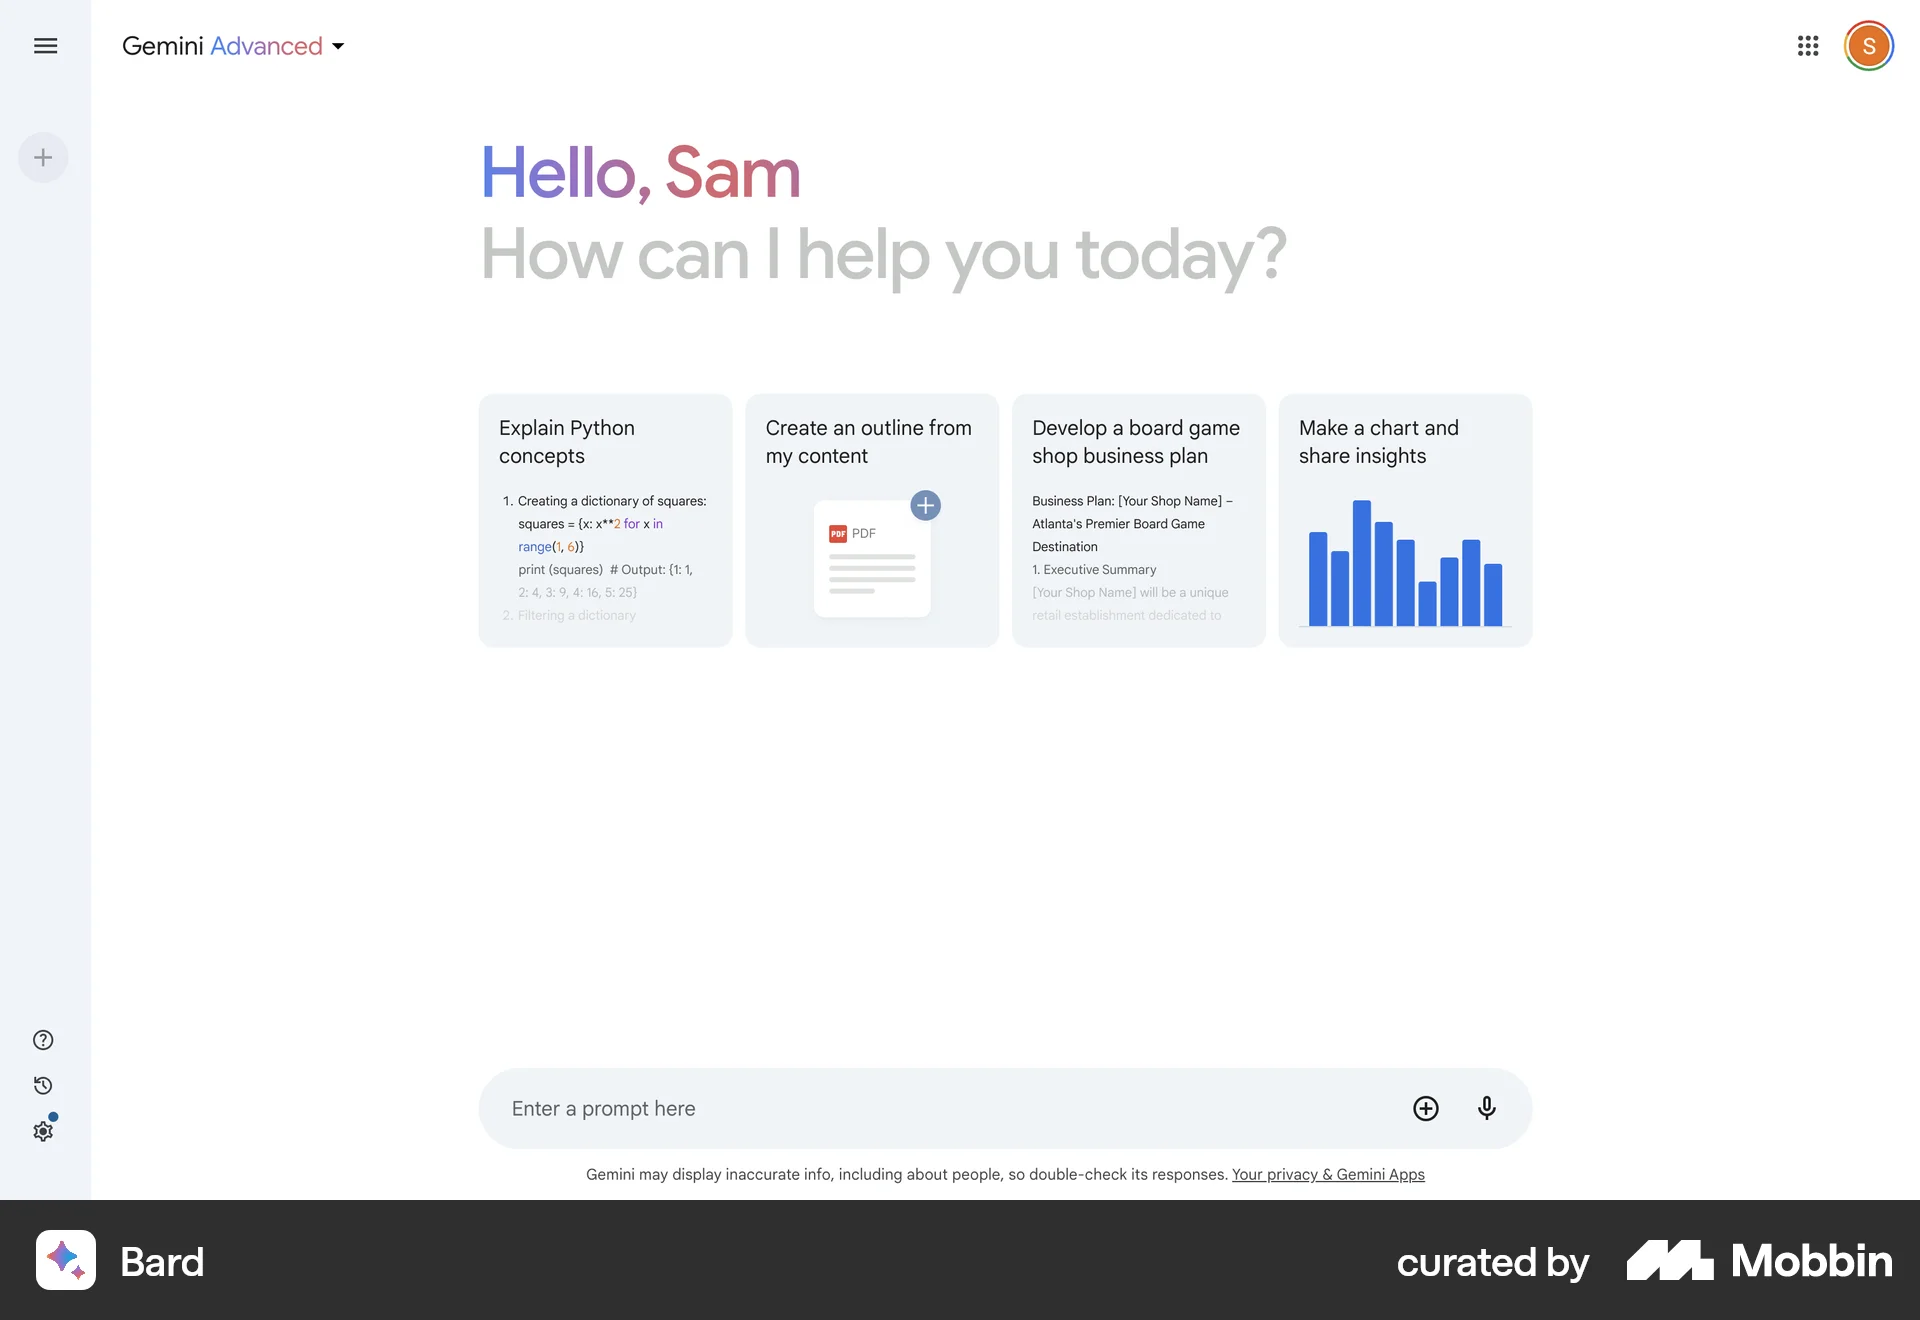 Gemini Advanced
S
Hello, Sam
How can I help you today?
Explain Python
concepts
1. Creating a dictionary of squares:
squares = {x: x**2 for x in
range(1, 6)}
print (squares)  # Output: {1: 1,
2: 4, 3: 9, 4: 16, 5: 25}
2. Filtering a dictionary
Create an outline from
my content
PDF PDF
Develop a board game
shop business plan
Business Plan: [Your Shop Name] –
Atlanta's Premier Board Game
Destination
1. Executive Summary
[Your Shop Name] will be a unique
retail establishment dedicated to
Make a chart and
share insights
Enter a prompt here
Gemini may display inaccurate info, including about people, so double-check its responses. Your privacy & Gemini Apps
Bard
curated by Mobbin